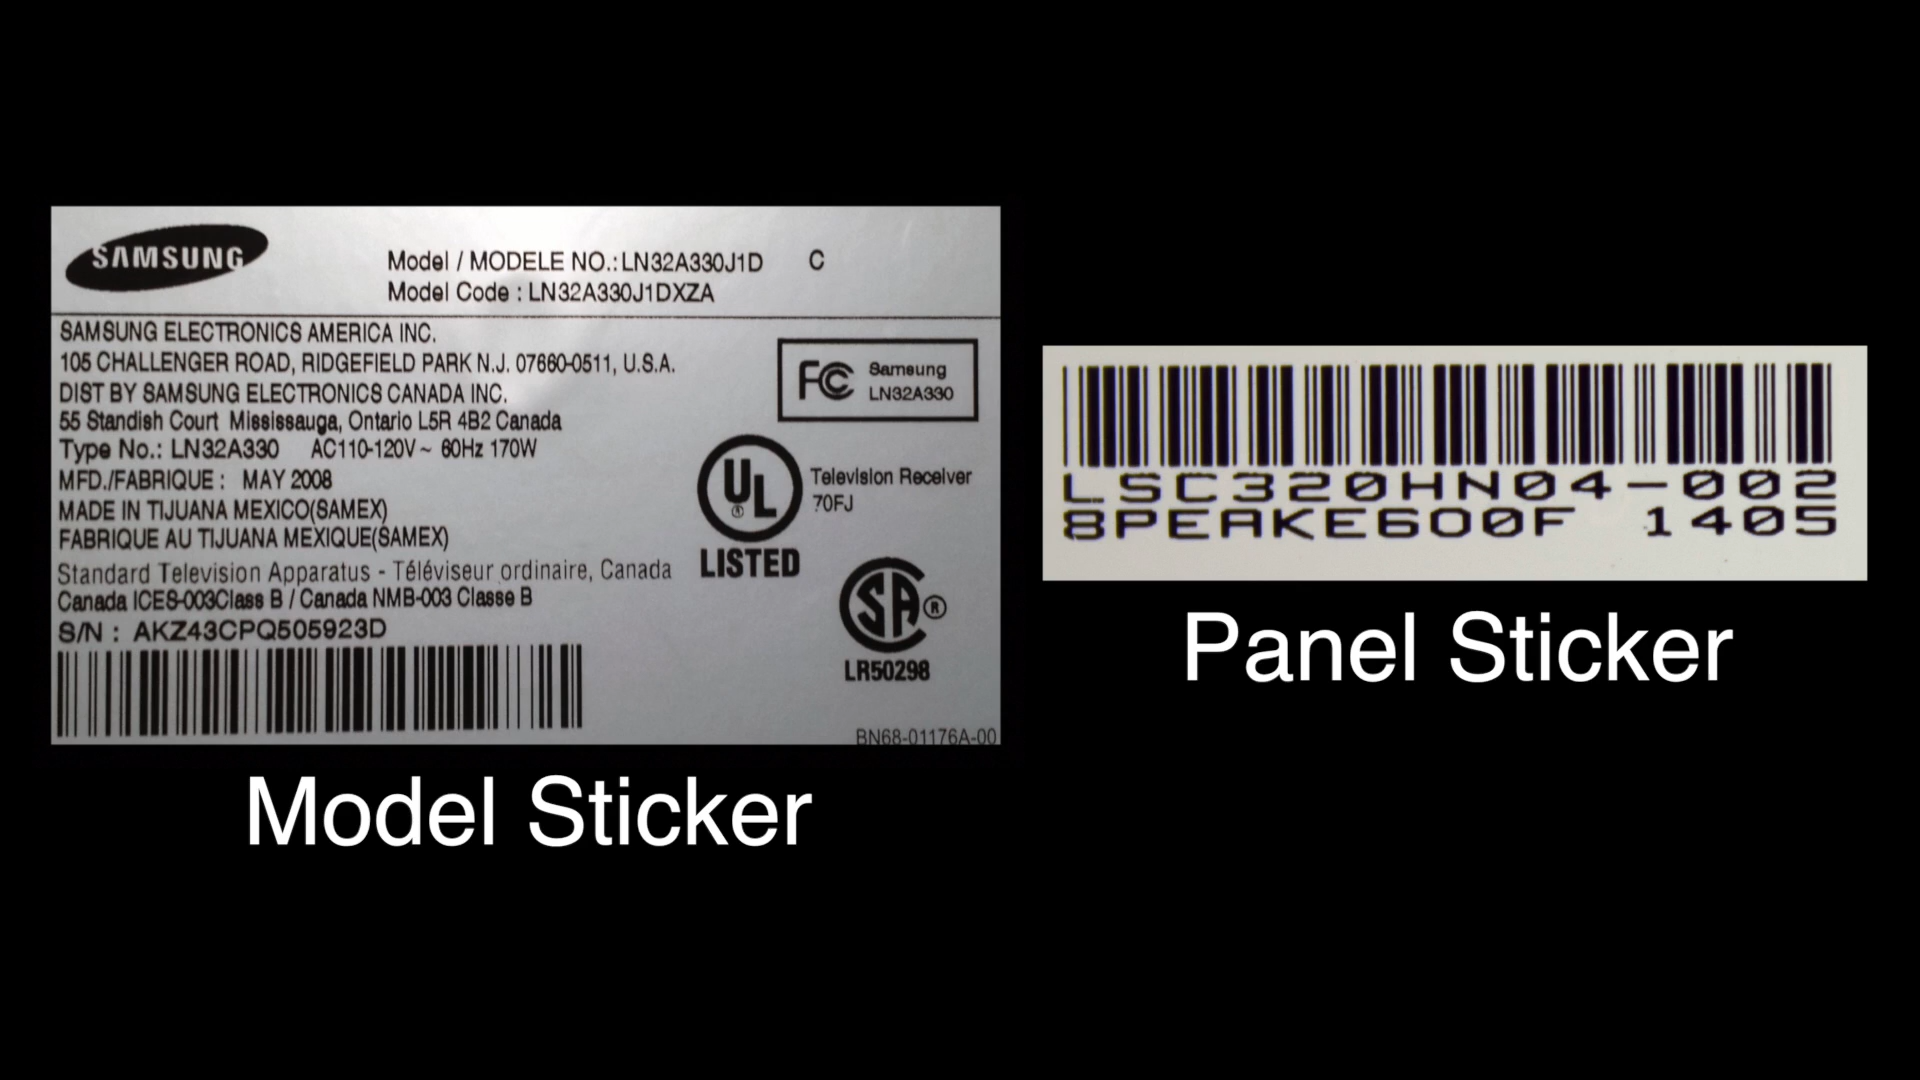 SAMSUNG
Model / MODELE NO.:LN32A330J1D C
Model Code : LN32A330J1DXZA
SAMSUNG ELECTRONICS AMERICA INC.
105 CHALLENGER ROAD, RIDGEFIELD PARK N.J. 07660-0511, U.S.A.
DIST BY SAMSUNG ELECTRONICS CANADA INC.
55 Standish Court Mississauga, Ontario L5R 4B2 Canada
Type No.: LN32A330 AC110-120V ~ 60Hz 170W
MFD./FABRIQUE : MAY 2008
MADE IN TIJUANA MEXICO(SAMEX)
FABRIQUE AU TIJUANA MEXIQUE(SAMEX)
Standard Television Apparatus - Téléviseur ordinaire, Canada
Canada ICES-003Class B / Canada NMB-003 Classe B
S/N : AKZ43CPQ505923D
FC Samsung
LN32A330
UL ®
LISTED
Television Receiver
70FJ
SA ®
LR50298
BN68-01176A-00
Model Sticker
LSC320HN04-002
8PEAKE6O0F 1405
Panel Sticker